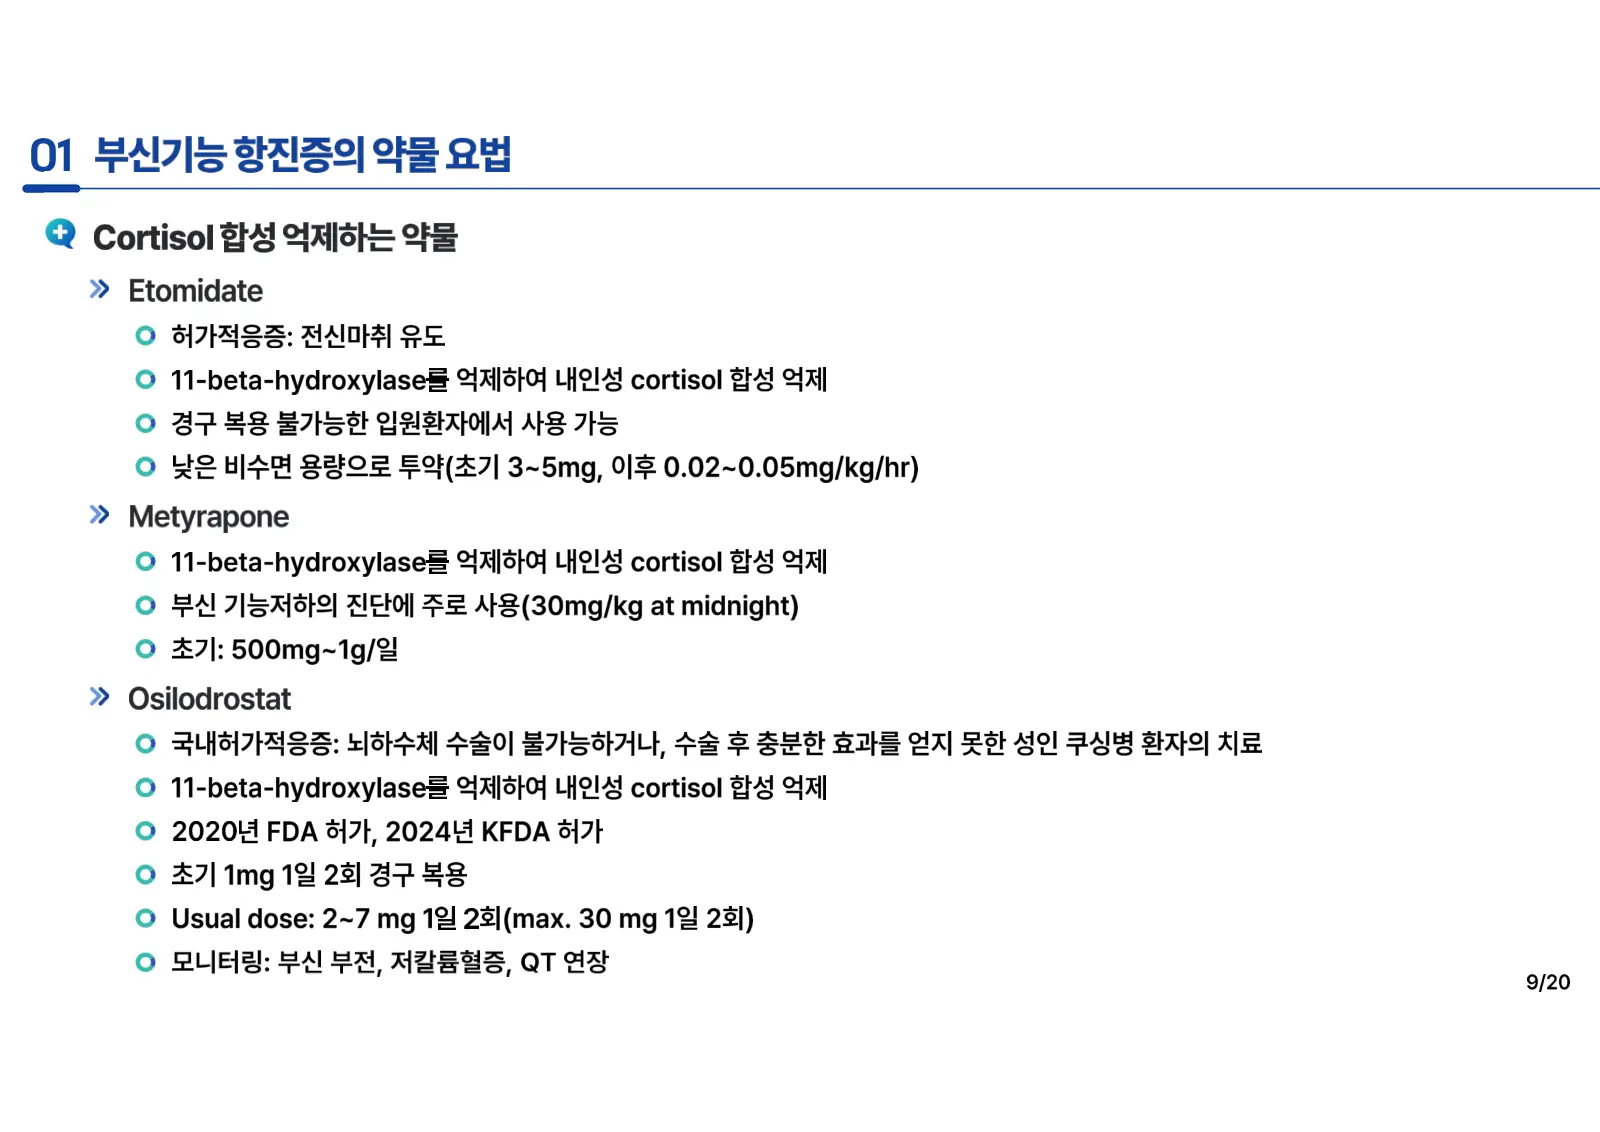 01 부신기능 항진증의 약물 요법
Cortisol 합성 억제하는 약물
Etomidate
허가적응증: 전신마취 유도
11-beta-hydroxylase를 억제하여 내인성 cortisol 합성 억제
경구 복용 불가능한 입원환자에서 사용 가능
낮은 비수면 용량으로 투약(초기 3~5mg, 이후 0.02~0.05mg/kg/hr)
Metyrapone
11-beta-hydroxylase를 억제하여 내인성 cortisol 합성 억제
부신 기능저하의 진단에 주로 사용(30mg/kg at midnight)
초기: 500mg~1g/일
Osilodrostat
국내허가적응증: 뇌하수체 수술이 불가능하거나, 수술 후 충분한 효과를 얻지 못한 성인 쿠싱병 환자의 치료
11-beta-hydroxylase를 억제하여 내인성 cortisol 합성 억제
2020년 FDA 허가, 2024년 KFDA 허가
초기 1mg 1일 2회 경구 복용
Usual dose: 2~7 mg 1일 2회(max. 30 mg 1일 2회)
모니터링: 부신 부전, 저칼륨혈증, QT 연장
9/20